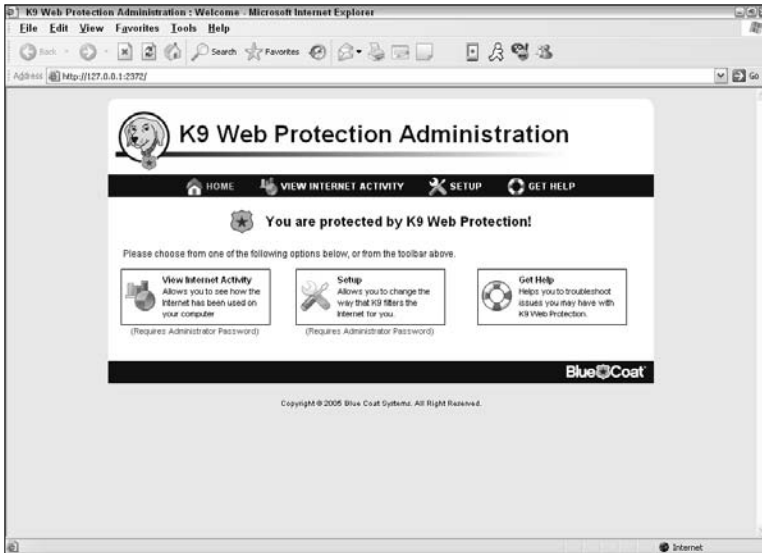 K9 Web Protection Administration : Welcome - Microsoft Internet Explorer
File Edit View Favorites Tools Help
Back Search Favorites
Address http://127.0.0.1:2372/ Go
K9 Web Protection Administration
HOME VIEW INTERNET ACTIVITY SETUP GET HELP
You are protected by K9 Web Protection!
Please choose from one of the following options below, or from the toolbar above.
View Internet Activity
Allows you to see how the
Internet has been used on
your computer
(Requires Administrator Password)
Setup
Allows you to change the
way that K9 filters the
Internet for you.
(Requires Administrator Password)
Get Help
Helps you to troubleshoot
issues you may have with
K9 Web Protection.
Blue Coat
Copyright © 2005 Blue Coat Systems. All Right Reserved.
Internet